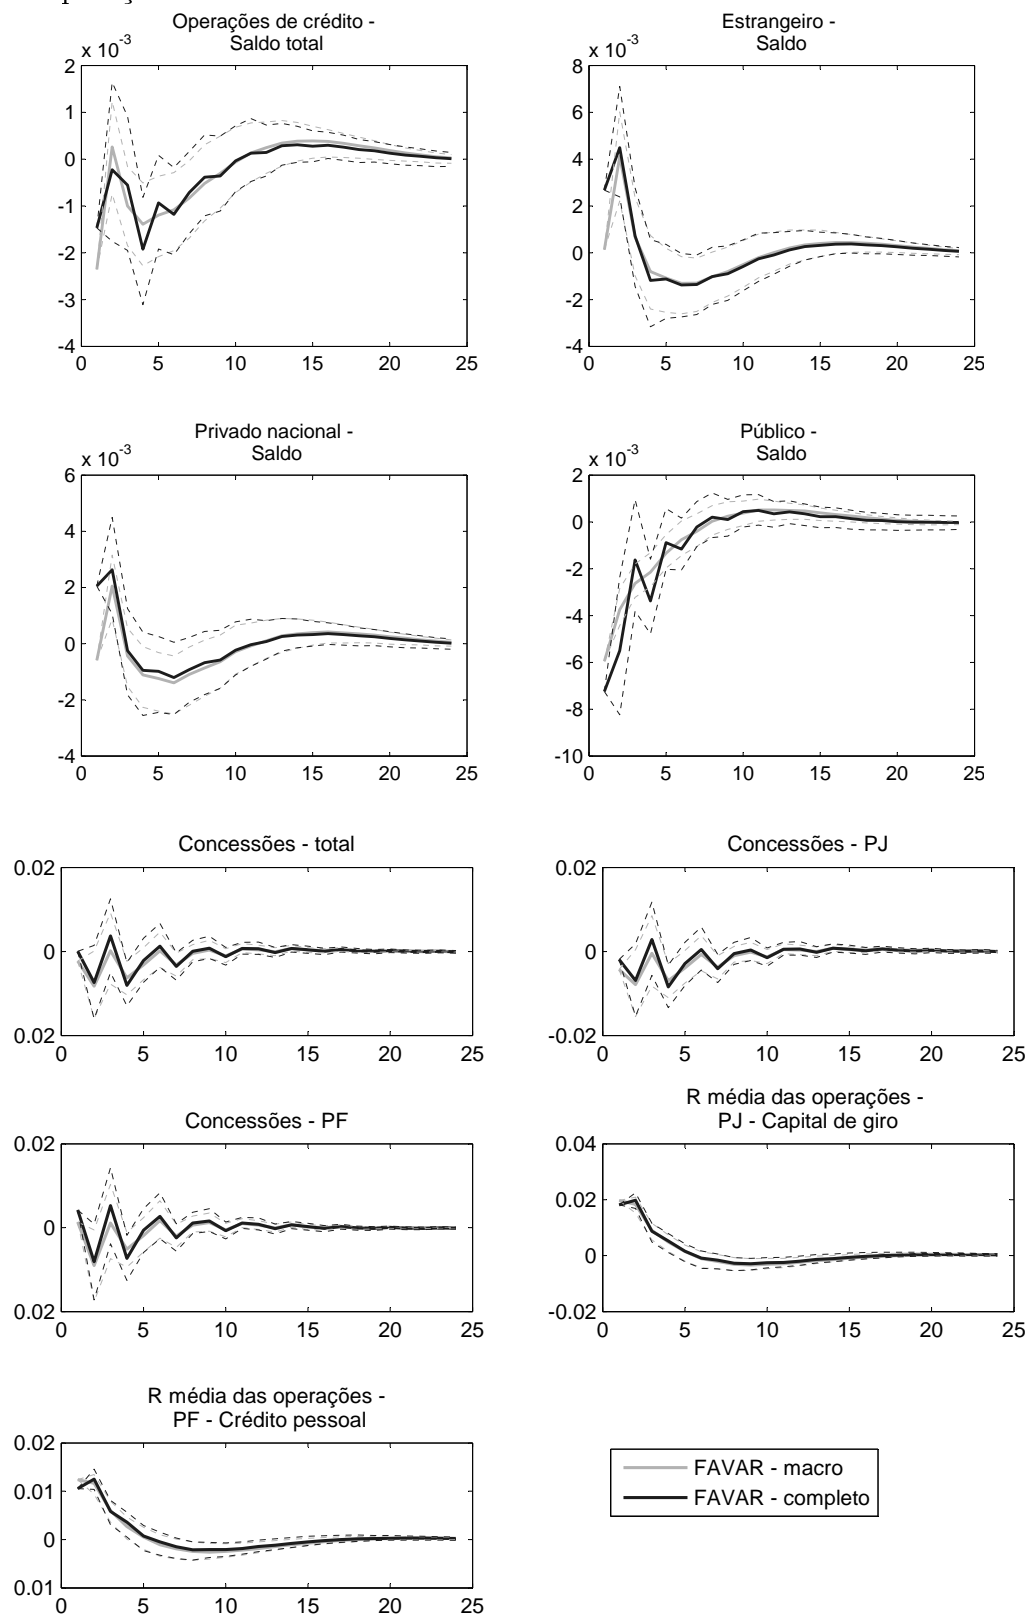 Operações de crédito -
Saldo total
x 10-3
2
1
0
-1
-2
-3
-4
0 5 10 15 20 25
Estrangeiro -
Saldo
x 10-3
8
6
4
2
0
-2
-4
0 5 10 15 20 25
Privado nacional -
Saldo
x 10-3
6
4
2
0
-2
-4
0 5 10 15 20 25
Público -
Saldo
x 10-3
2
0
-2
-4
-6
-8
-10
0 5 10 15 20 25
Concessões - total
0.02
0
0.02
0 5 10 15 20 25
Concessões - PJ
0.02
0
-0.02
0 5 10 15 20 25
Concessões - PF
0.02
0
0.02
0 5 10 15 20 25
R média das operações -
PJ - Capital de giro
0.04
0.02
0
-0.02
0 5 10 15 20 25
R média das operações -
PF - Crédito pessoal
0.02
0.01
0
0.01
0 5 10 15 20 25
FAVAR - macro
FAVAR - completo